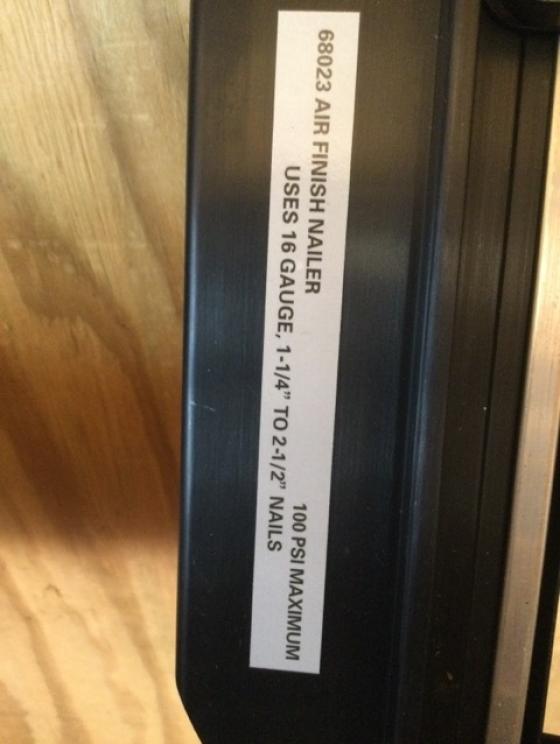 68023 AIR FINISH NAILER 100 PSI MAXIMUM
USES 16 GAUGE, 1-1/4" TO 2-1/2" NAILS